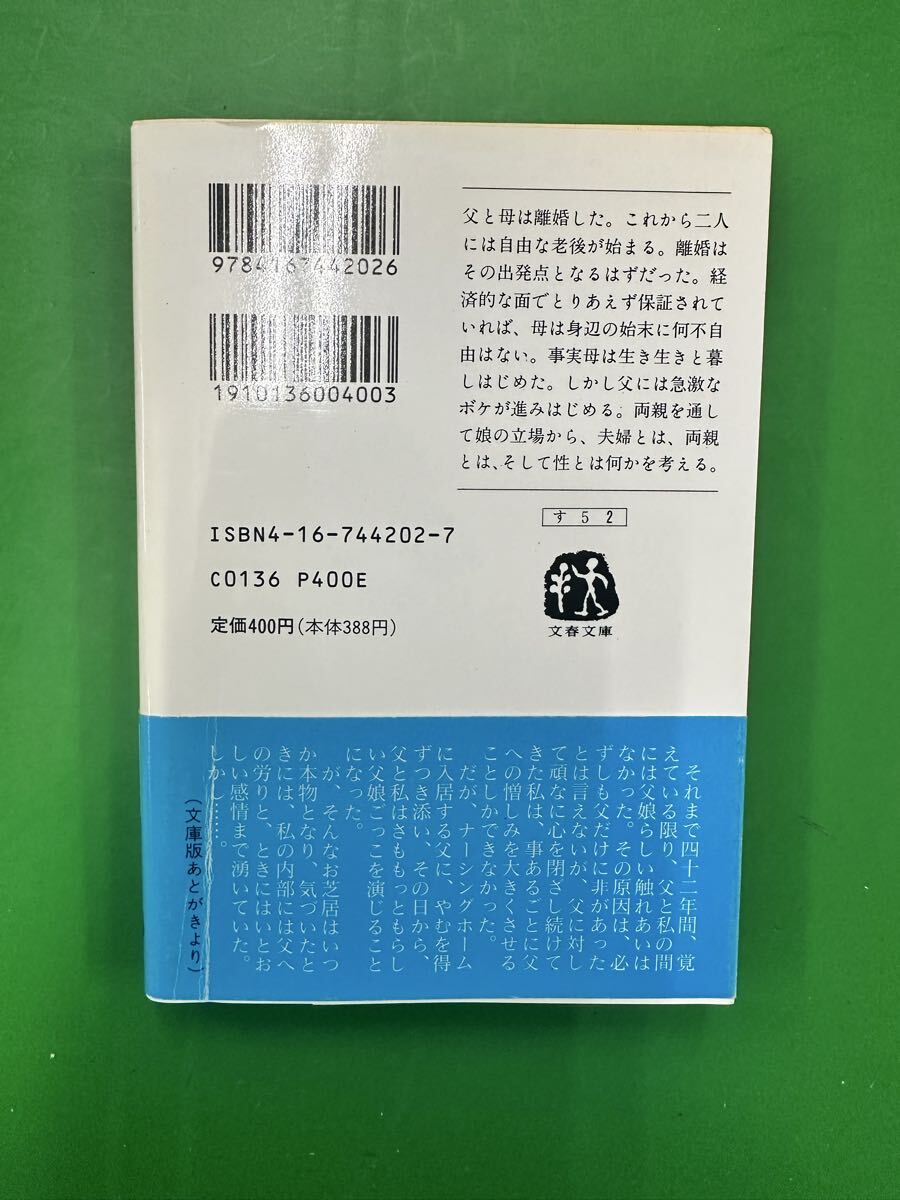 9784167442026
1910136004003
ISBN4-16-744202-7
C0136 P400E
定価400円(本体388円)
父と母は離婚した。これから二人
には自由な老後が始まる。離婚は
その出発点となるはずだった。経
済的な面でとりあえず保証されて
いれば、母は身辺の始末に何不自
由はない。事実母は生き生きと暮
しはじめた。しかし父には急激な
ボケが進みはじめる。両親を通し
て娘の立場から、夫婦とは、両親
とは、そして性とは何かを考える。
す 5 2
文春文庫
それまで四十二年間、覚
えている限り、父と私の間
には父娘らしい触れあいは
なかった。その原因は、必
ずしも父だけに非があった
とは言えないが、父に対し
て頑なに心を閉ざし続けて
きた私は、事あるごとに父
への憎しみを大きくさせる
ことしかできなかった。
だが、ナーシングホーム
に入居する父に、やむを得
ずつき添い、その日から、
父と私はさももっともらし
い父娘ごっこを演じること
になった。
が、そんなお芝居はいつ
か本物となり、気づいたと
きには、私の内部には父へ
の労りと、ときにはいとお
しい感情まで湧いていた。
しかし………。
(文庫版あとがきより)